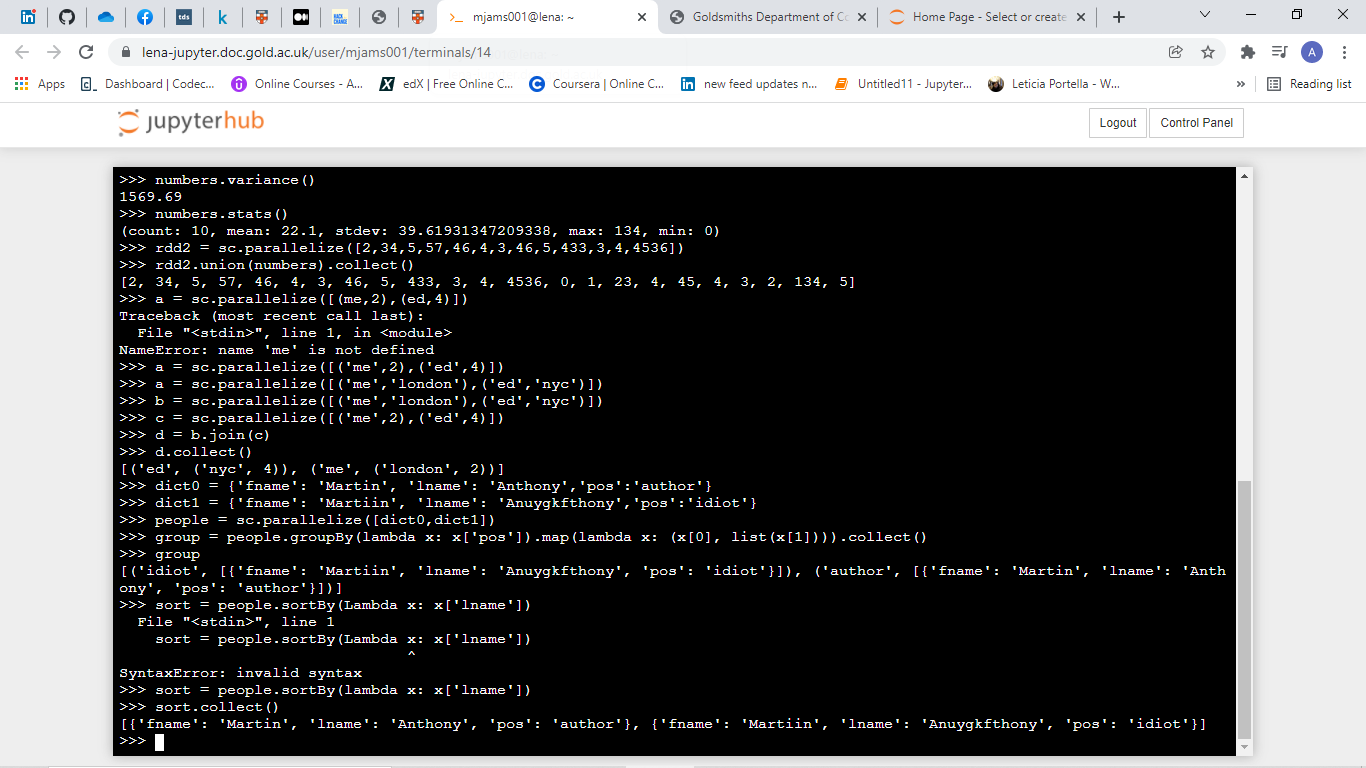 mjams001@lena: ~
Goldsmiths Department of Co
Home Page - Select or create
lena-jupyter.doc.gold.ac.uk/user/mjams001/terminals/14
A
Apps
Dashboard | Codec...
Online Courses - A...
edX | Free Online C...
Coursera | Online C...
new feed updates n...
Untitled11 - Jupyter...
Leticia Portella - W...
»
Reading list
jupyterhub
Logout
Control Panel
>>> numbers.variance()
1569.69
>>> numbers.stats()
(count: 10, mean: 22.1, stdev: 39.61931347209338, max: 134, min: 0)
>>> rdd2 = sc.parallelize([2,34,5,57,46,4,3,46,5,433,3,4,4536])
>>> rdd2.union(numbers).collect()
[2, 34, 5, 57, 46, 4, 3, 46, 5, 433, 3, 4, 4536, 0, 1, 23, 4, 45, 4, 3, 2, 134, 5]
>>> a = sc.parallelize([(me,2),(ed,4)])
Traceback (most recent call last):
  File "<stdin>", line 1, in <module>
NameError: name 'me' is not defined
>>> a = sc.parallelize([('me',2),('ed',4)])
>>> a = sc.parallelize([('me','london'),('ed','nyc')])
>>> b = sc.parallelize([('me','london'),('ed','nyc')])
>>> c = sc.parallelize([('me',2),('ed',4)])
>>> d = b.join(c)
>>> d.collect()
[('ed', ('nyc', 4)), ('me', ('london', 2))]
>>> dict0 = {'fname': 'Martin', 'lname': 'Anthony','pos':'author'}
>>> dict1 = {'fname': 'Martiin', 'lname': 'Anuygkfthony','pos':'idiot'}
>>> people = sc.parallelize([dict0,dict1])
>>> group = people.groupBy(lambda x: x['pos']).map(lambda x: (x[0], list(x[1]))).collect()
>>> group
[('idiot', [{'fname': 'Martiin', 'lname': 'Anuygkfthony', 'pos': 'idiot'}]), ('author', [{'fname': 'Martin', 'lname': 'Anth
ony', 'pos': 'author'}])]
>>> sort = people.sortBy(Lambda x: x['lname'])
  File "<stdin>", line 1
    sort = people.sortBy(Lambda x: x['lname'])
                                ^
SyntaxError: invalid syntax
>>> sort = people.sortBy(lambda x: x['lname'])
>>> sort.collect()
[{'fname': 'Martin', 'lname': 'Anthony', 'pos': 'author'}, {'fname': 'Martiin', 'lname': 'Anuygkfthony', 'pos': 'idiot'}]
>>>